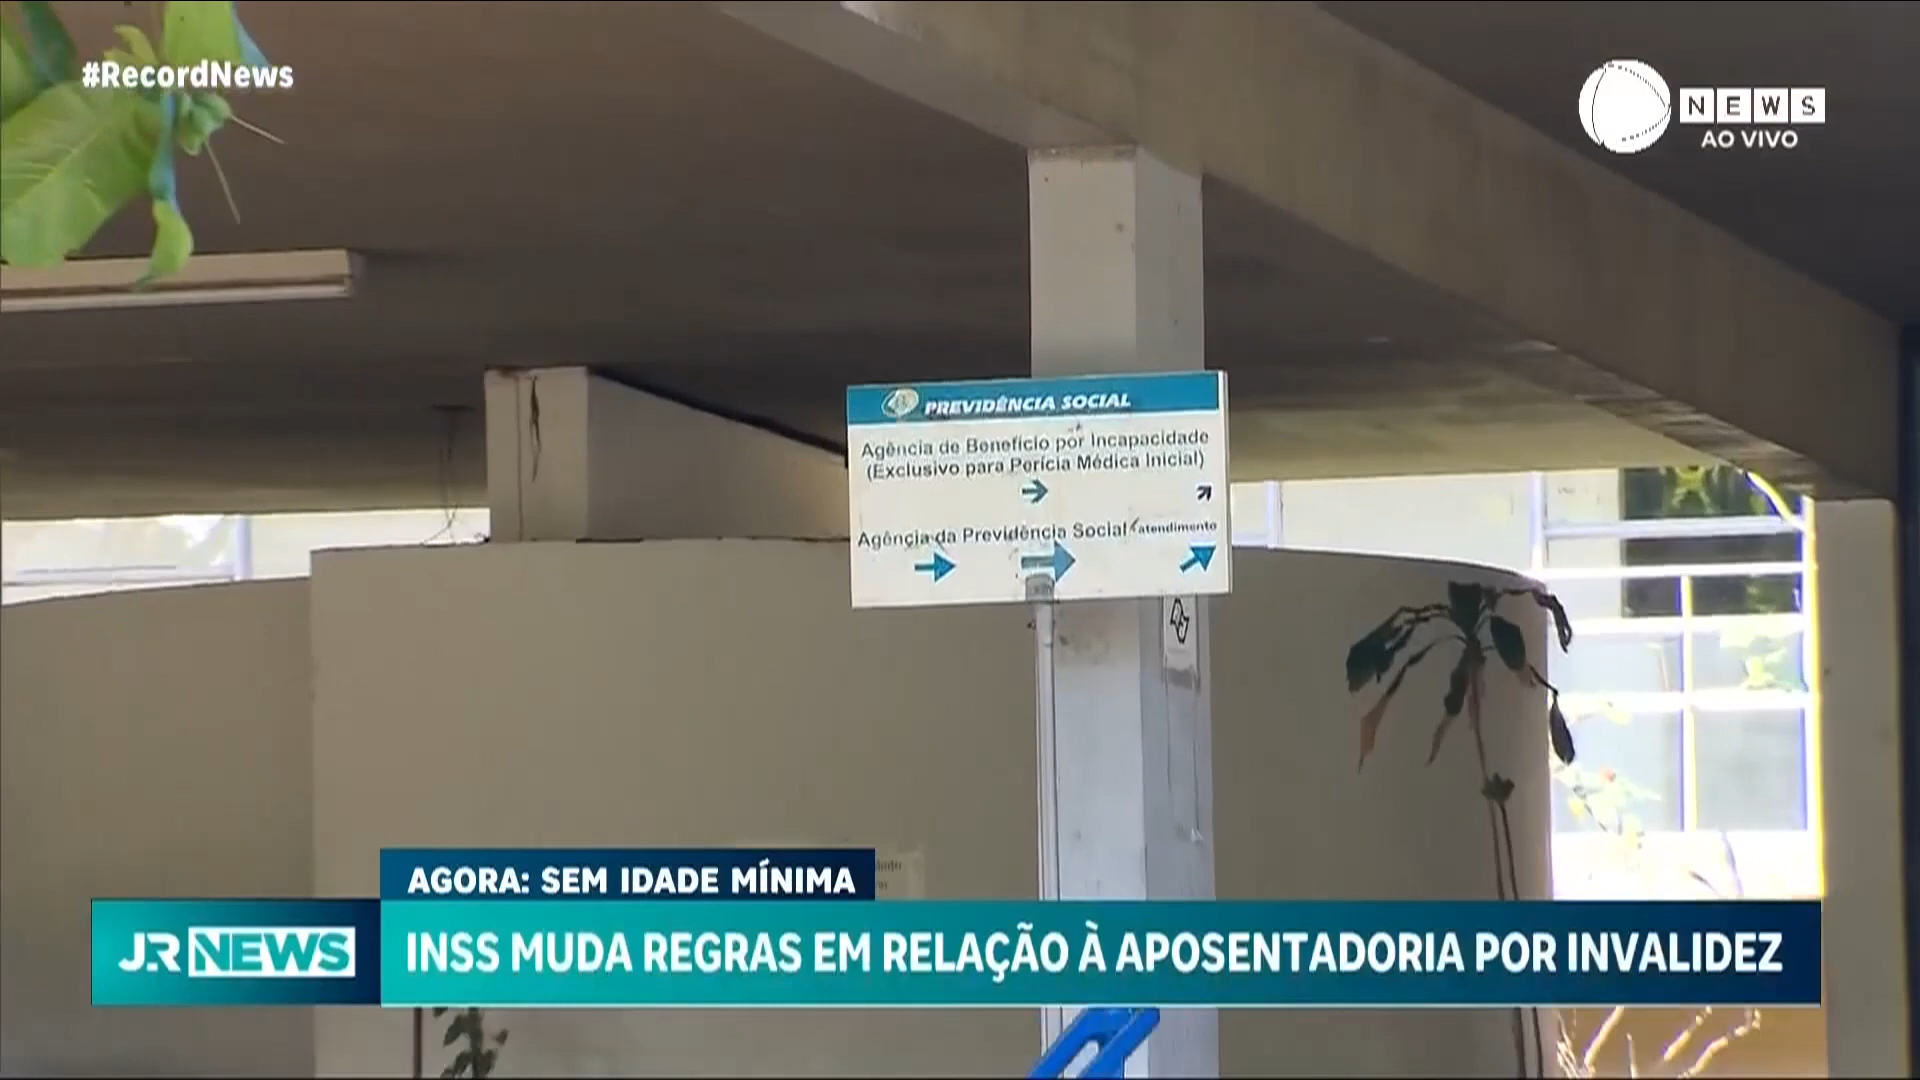 #RecordNews
NEWS
AO VIVO
PREVIDÊNCIA SOCIAL
Agência de Benefício por Incapacidade
(Exclusivo para Perícia Médica Inicial)
Agência da Previdência Social atendimento
AGORA: SEM IDADE MÍNIMA
JR NEWS
INSS MUDA REGRAS EM RELAÇÃO À APOSENTADORIA POR INVALIDEZ